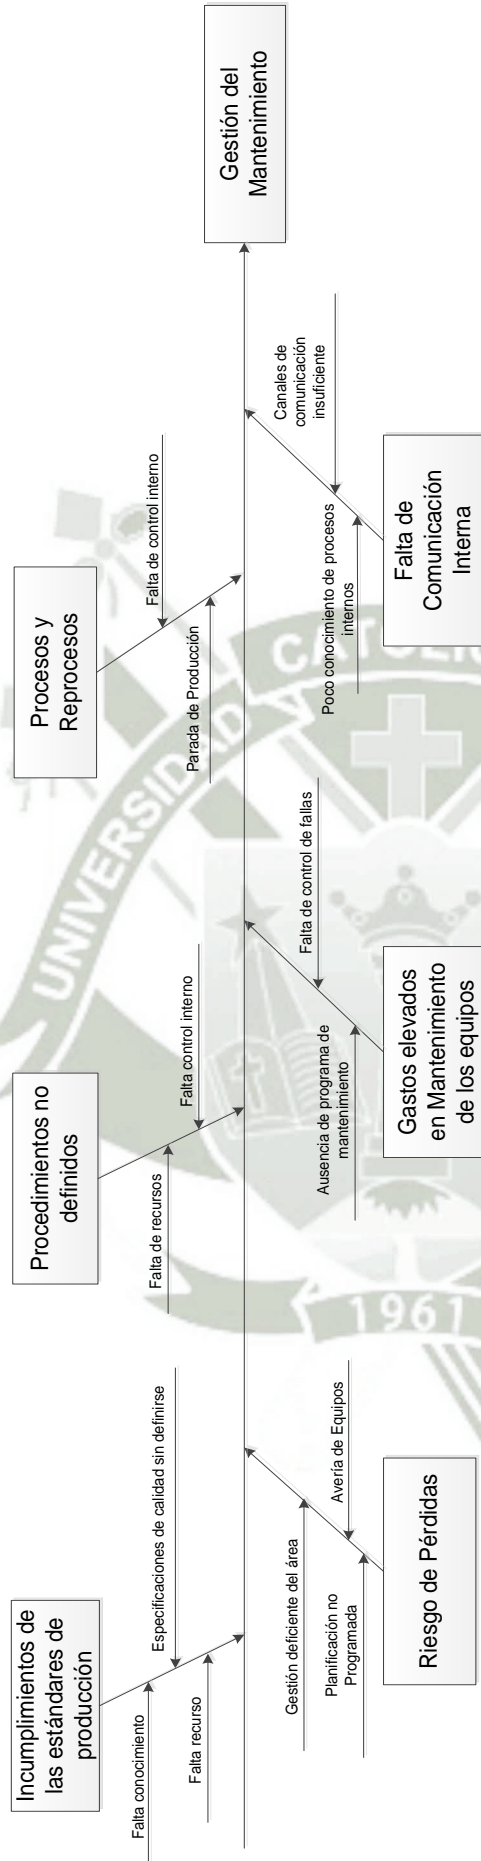 Incumplimientos de
las estándares de
producción
Falta conocimiento
Especificaciones de calidad sin definirse
Falta recurso
Procedimientos no
definidos
Falta de recursos
Falta control interno
Procesos y
Reprocesos
Falta de control interno
Parada de Producción
Gestión del
Mantenimiento
Riesgo de Pérdidas
Gestión deficiente del área
Avería de Equipos
Planificación no
Programada
Gastos elevados
en Mantenimiento
de los equipos
Falta de control de fallas
Ausencia de programa de
mantenimiento
Falta de
Comunicación
Interna
Canales de
comunicación
insuficiente
Poco conocimiento de procesos
internos
UNIVERSIDAD
1961